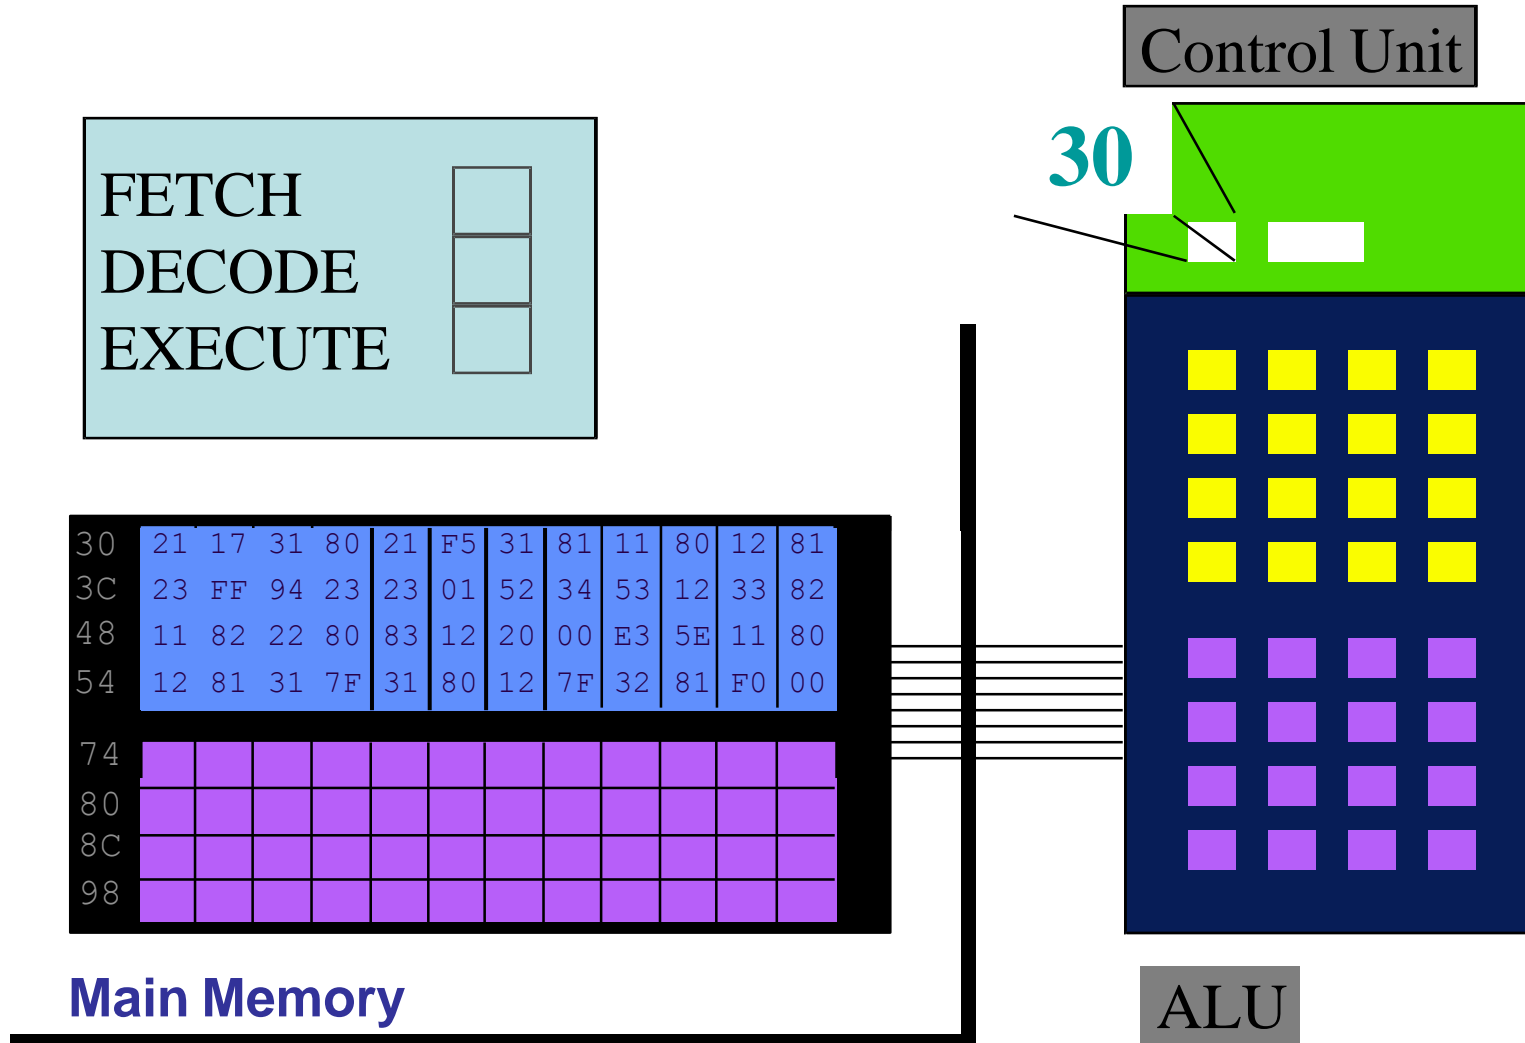 Control Unit
30
FETCH
DECODE
EXECUTE
30 21 17 31 80 21 F5 31 81 11 80 12 81
3C 23 FF 94 23 23 01 52 34 53 12 33 82
48 11 82 22 80 83 12 20 00 E3 5E 11 80
54 12 81 31 7F 31 80 12 7F 32 81 F0 00
74
80
8C
98
Main Memory
ALU